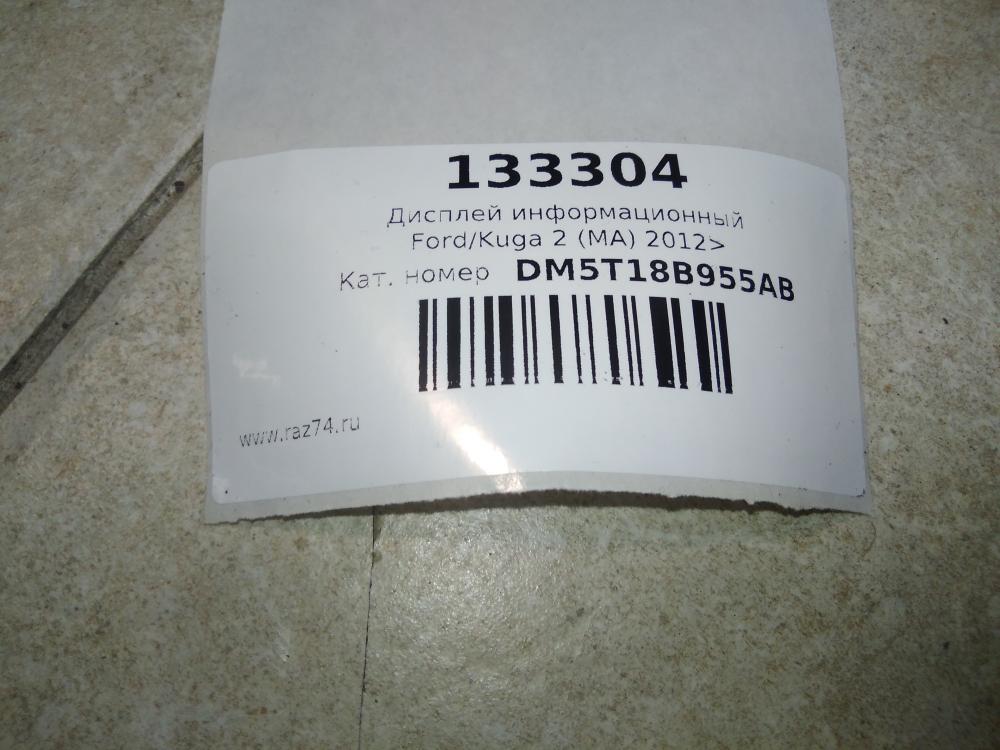 133304
Дисплей информационный
Ford/Kuga 2 (MA) 2012>
Кат. номер DM5T18B955AB
www.raz74.ru